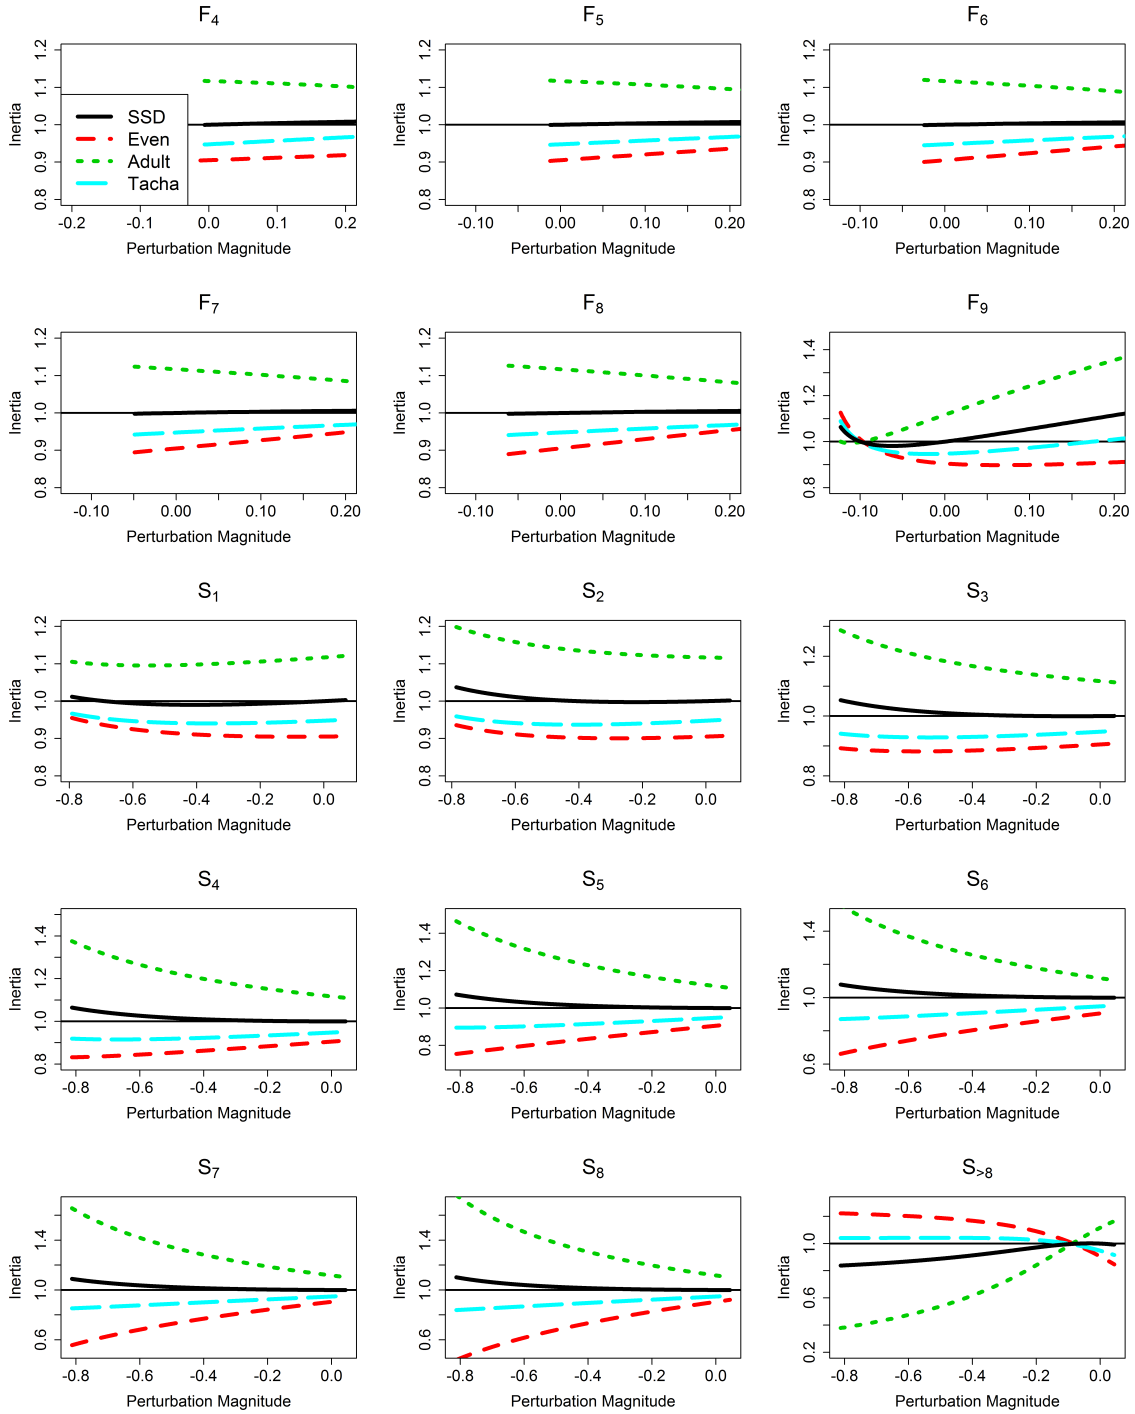 F4
Inertia
1.2
1.1
1.0
0.9
0.8
SSD
Even
Adult
Tacha
-0.2 -0.1 0.0 0.1 0.2
Perturbation Magnitude
F5
Inertia
1.2
1.1
1.0
0.9
0.8
-0.10 0.00 0.10 0.20
Perturbation Magnitude
F6
Inertia
1.2
1.1
1.0
0.9
0.8
-0.10 0.00 0.10 0.20
Perturbation Magnitude
F7
Inertia
1.2
1.1
1.0
0.9
0.8
-0.10 0.00 0.10 0.20
Perturbation Magnitude
F8
Inertia
1.2
1.1
1.0
0.9
0.8
-0.10 0.00 0.10 0.20
Perturbation Magnitude
F9
Inertia
1.4
1.2
1.0
0.8
-0.10 0.00 0.10 0.20
Perturbation Magnitude
S1
Inertia
1.2
1.1
1.0
0.9
0.8
-0.8 -0.6 -0.4 -0.2 0.0
Perturbation Magnitude
S2
Inertia
1.2
1.1
1.0
0.9
0.8
-0.8 -0.6 -0.4 -0.2 0.0
Perturbation Magnitude
S3
Inertia
1.2
1.0
0.8
-0.8 -0.6 -0.4 -0.2 0.0
Perturbation Magnitude
S4
Inertia
1.4
1.2
1.0
0.8
-0.8 -0.6 -0.4 -0.2 0.0
Perturbation Magnitude
S5
Inertia
1.4
1.2
1.0
0.8
-0.8 -0.6 -0.4 -0.2 0.0
Perturbation Magnitude
S6
Inertia
1.4
1.0
0.6
-0.8 -0.6 -0.4 -0.2 0.0
Perturbation Magnitude
S7
Inertia
1.4
1.0
0.6
-0.8 -0.6 -0.4 -0.2 0.0
Perturbation Magnitude
S8
Inertia
1.4
1.0
0.6
-0.8 -0.6 -0.4 -0.2 0.0
Perturbation Magnitude
S>8
Inertia
1.0
0.6
0.2
-0.8 -0.6 -0.4 -0.2 0.0
Perturbation Magnitude